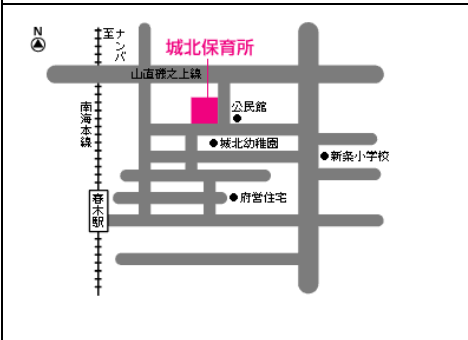 N
至ナンバ
城北保育所
山直磯之上線
南海本線
公民館
城北幼稚園
新条小学校
春木駅
府営住宅